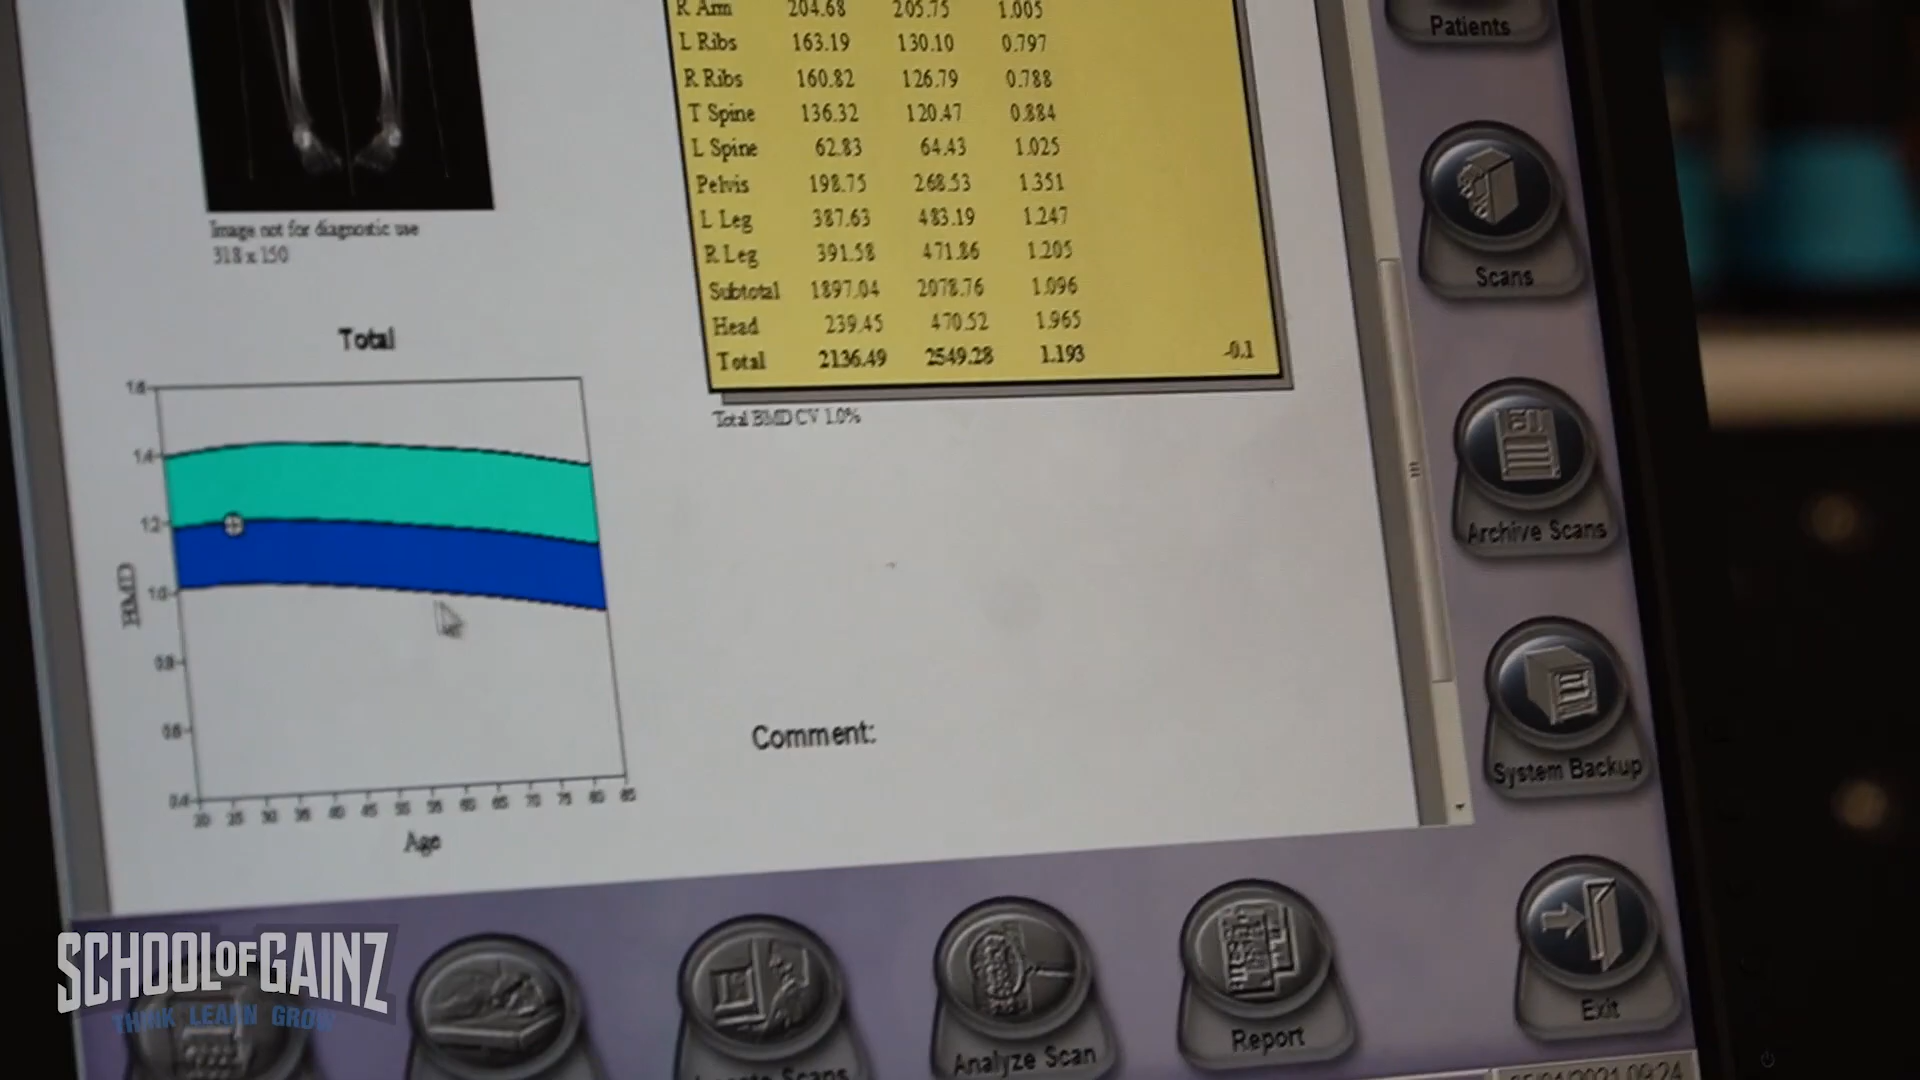 R Arm 204.68 205.75 1.005
L Ribs 163.19 130.10 0.797
R Ribs 160.82 126.79 0.788
T Spine 136.32 120.47 0.884
L Spine 62.83 64.43 1.025
Pelvis 198.75 268.53 1.351
L Leg 387.63 483.19 1.247
R Leg 391.58 471.86 1.205
Subtotal 1897.04 2078.76 1.096
Head 239.45 470.52 1.965
Total 2136.49 2549.28 1.193 -0.1
Total BMD CV 1.0%
Image not for diagnostic use
318 x 150
Total
1.6
1.4
1.2
1.0
0.8
0.6
0.4
BMD
20 25 30 35 40 45 50 55 60 65 70 75 80 85
Age
Comment:
Patients
Scans
Archive Scans
System Backup
Exit
Analyze Scan
Report
Scans
SCHOOL OF GAINZ
THINK LEARN GROW